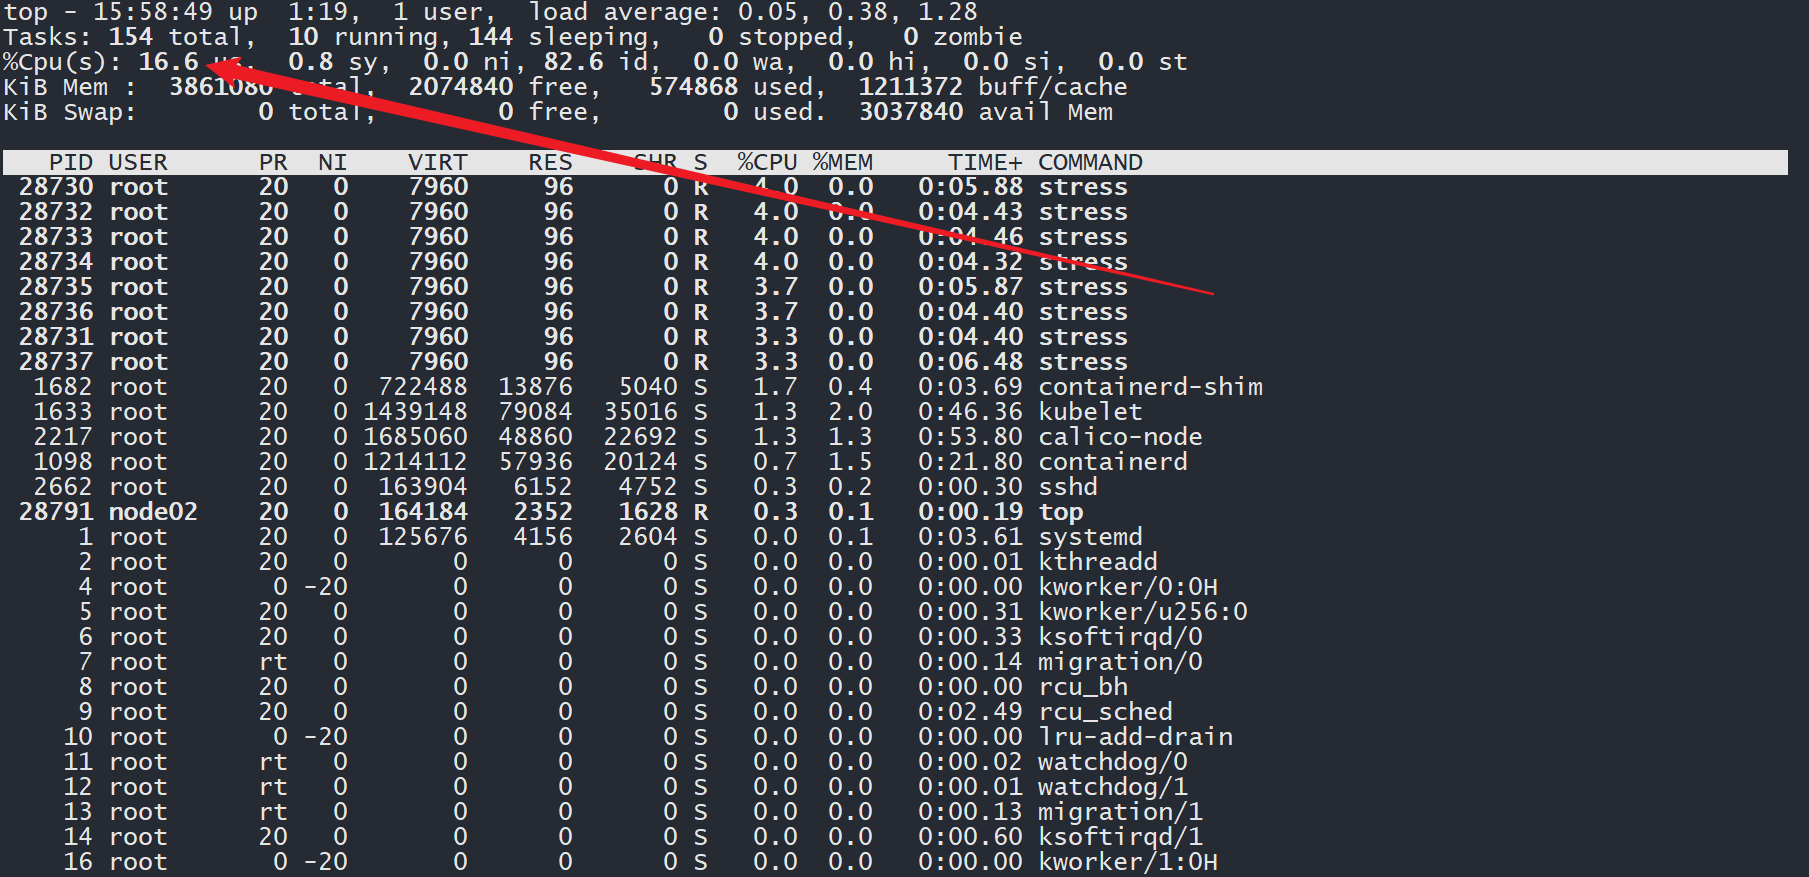 top - 15:58:49 up  1:19,  1 user,  load average: 0.05, 0.38, 1.28
Tasks: 154 total,  10 running, 144 sleeping,   0 stopped,   0 zombie
%Cpu(s): 16.6 us,  0.8 sy,  0.0 ni, 82.6 id,  0.0 wa,  0.0 hi,  0.0 si,  0.0 st
KiB Mem :  3861080 total,  2074840 free,   574868 used,  1211372 buff/cache
KiB Swap:        0 total,        0 free,        0 used.  3037840 avail Mem
PID USER      PR  NI    VIRT    RES    SHR S  %CPU %MEM     TIME+ COMMAND
28730 root      20   0    7960     96      0 R   4.0  0.0   0:05.88 stress
28732 root      20   0    7960     96      0 R   4.0  0.0   0:04.43 stress
28733 root      20   0    7960     96      0 R   4.0  0.0   0:04.46 stress
28734 root      20   0    7960     96      0 R   4.0  0.0   0:04.32 stress
28735 root      20   0    7960     96      0 R   3.7  0.0   0:05.87 stress
28736 root      20   0    7960     96      0 R   3.7  0.0   0:04.40 stress
28731 root      20   0    7960     96      0 R   3.3  0.0   0:04.40 stress
28737 root      20   0    7960     96      0 R   3.3  0.0   0:06.48 stress
1682 root      20   0  722488  13876   5040 S   1.7  0.4   0:03.69 containerd-shim
1633 root      20   0 1439148  79084  35016 S   1.3  2.0   0:46.36 kubelet
2217 root      20   0 1685060  48860  22692 S   1.3  1.3   0:53.80 calico-node
1098 root      20   0 1214112  57936  20124 S   0.7  1.5   0:21.80 containerd
2662 root      20   0  163904   6152   4752 S   0.3  0.2   0:00.30 sshd
28791 node02    20   0  164184   2352   1628 R   0.3  0.1   0:00.19 top
1 root      20   0  125676   4156   2604 S   0.0  0.1   0:03.61 systemd
2 root      20   0       0      0      0 S   0.0  0.0   0:00.01 kthreadd
4 root       0 -20       0      0      0 S   0.0  0.0   0:00.00 kworker/0:0H
5 root      20   0       0      0      0 S   0.0  0.0   0:00.31 kworker/u256:0
6 root      20   0       0      0      0 S   0.0  0.0   0:00.33 ksoftirqd/0
7 root      rt   0       0      0      0 S   0.0  0.0   0:00.14 migration/0
8 root      20   0       0      0      0 S   0.0  0.0   0:00.00 rcu_bh
9 root      20   0       0      0      0 S   0.0  0.0   0:02.49 rcu_sched
10 root       0 -20       0      0      0 S   0.0  0.0   0:00.00 lru-add-drain
11 root      rt   0       0      0      0 S   0.0  0.0   0:00.02 watchdog/0
12 root      rt   0       0      0      0 S   0.0  0.0   0:00.01 watchdog/1
13 root      rt   0       0      0      0 S   0.0  0.0   0:00.13 migration/1
14 root      20   0       0      0      0 S   0.0  0.0   0:00.60 ksoftirqd/1
16 root       0 -20       0      0      0 S   0.0  0.0   0:00.00 kworker/1:0H